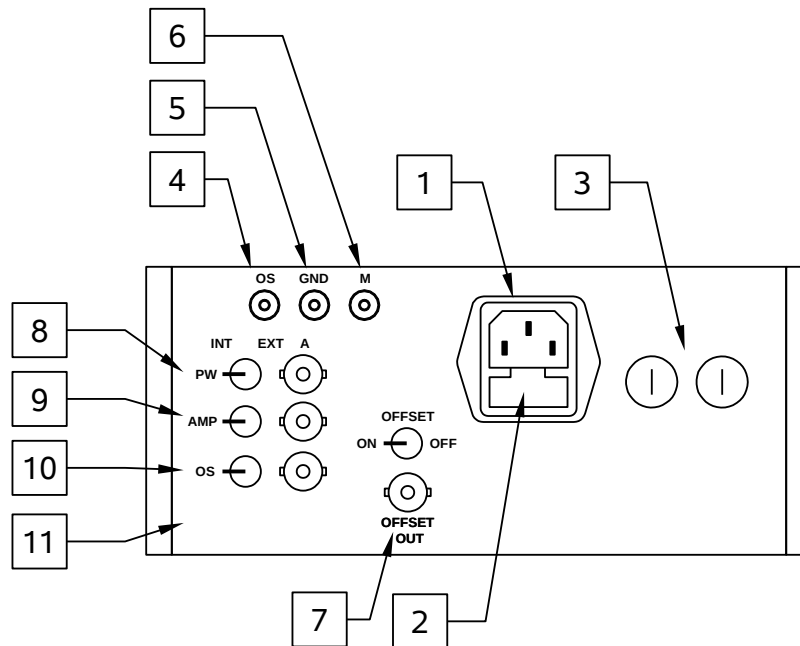 6
5
4
1
3
OS GND M
8
INT EXT A
PW
9
AMP
OFFSET
ON OFF
10
OS
11
OFFSET
OUT
7
2